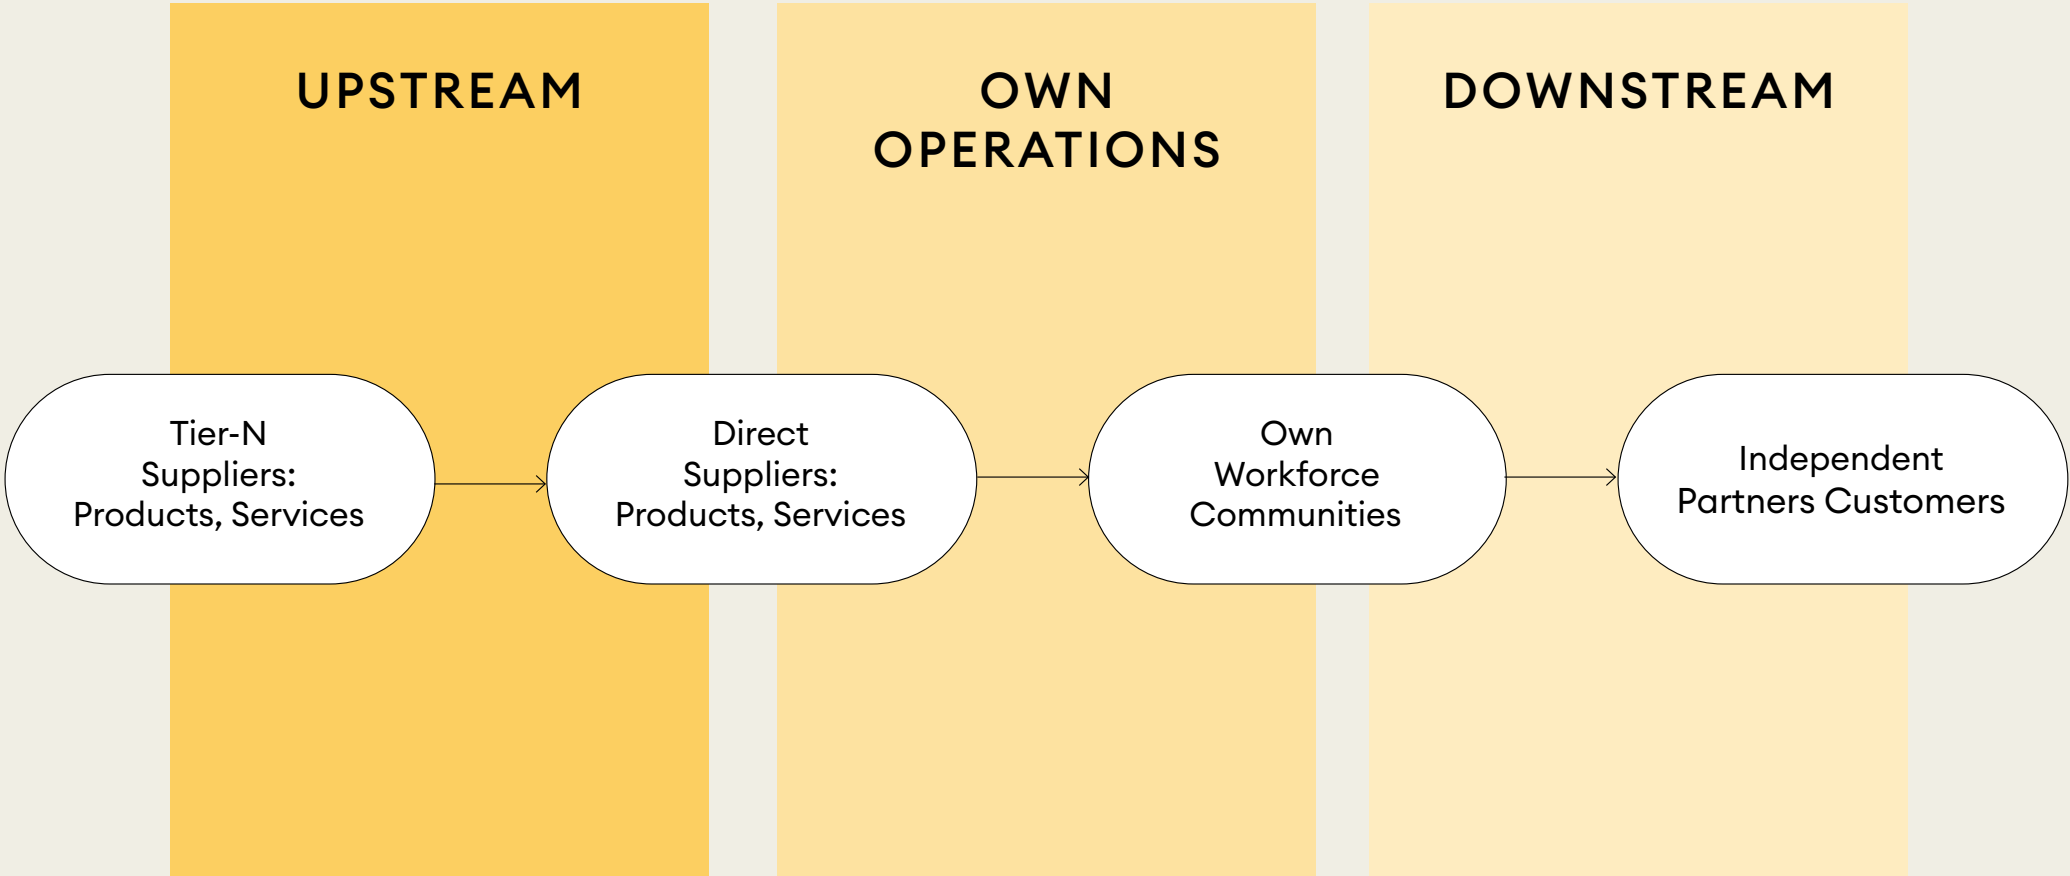 UPSTREAM
OWN
OPERATIONS
DOWNSTREAM
Tier-N
Suppliers:
Products, Services
Direct
Suppliers:
Products, Services
Own
Workforce
Communities
Independent
Partners Customers